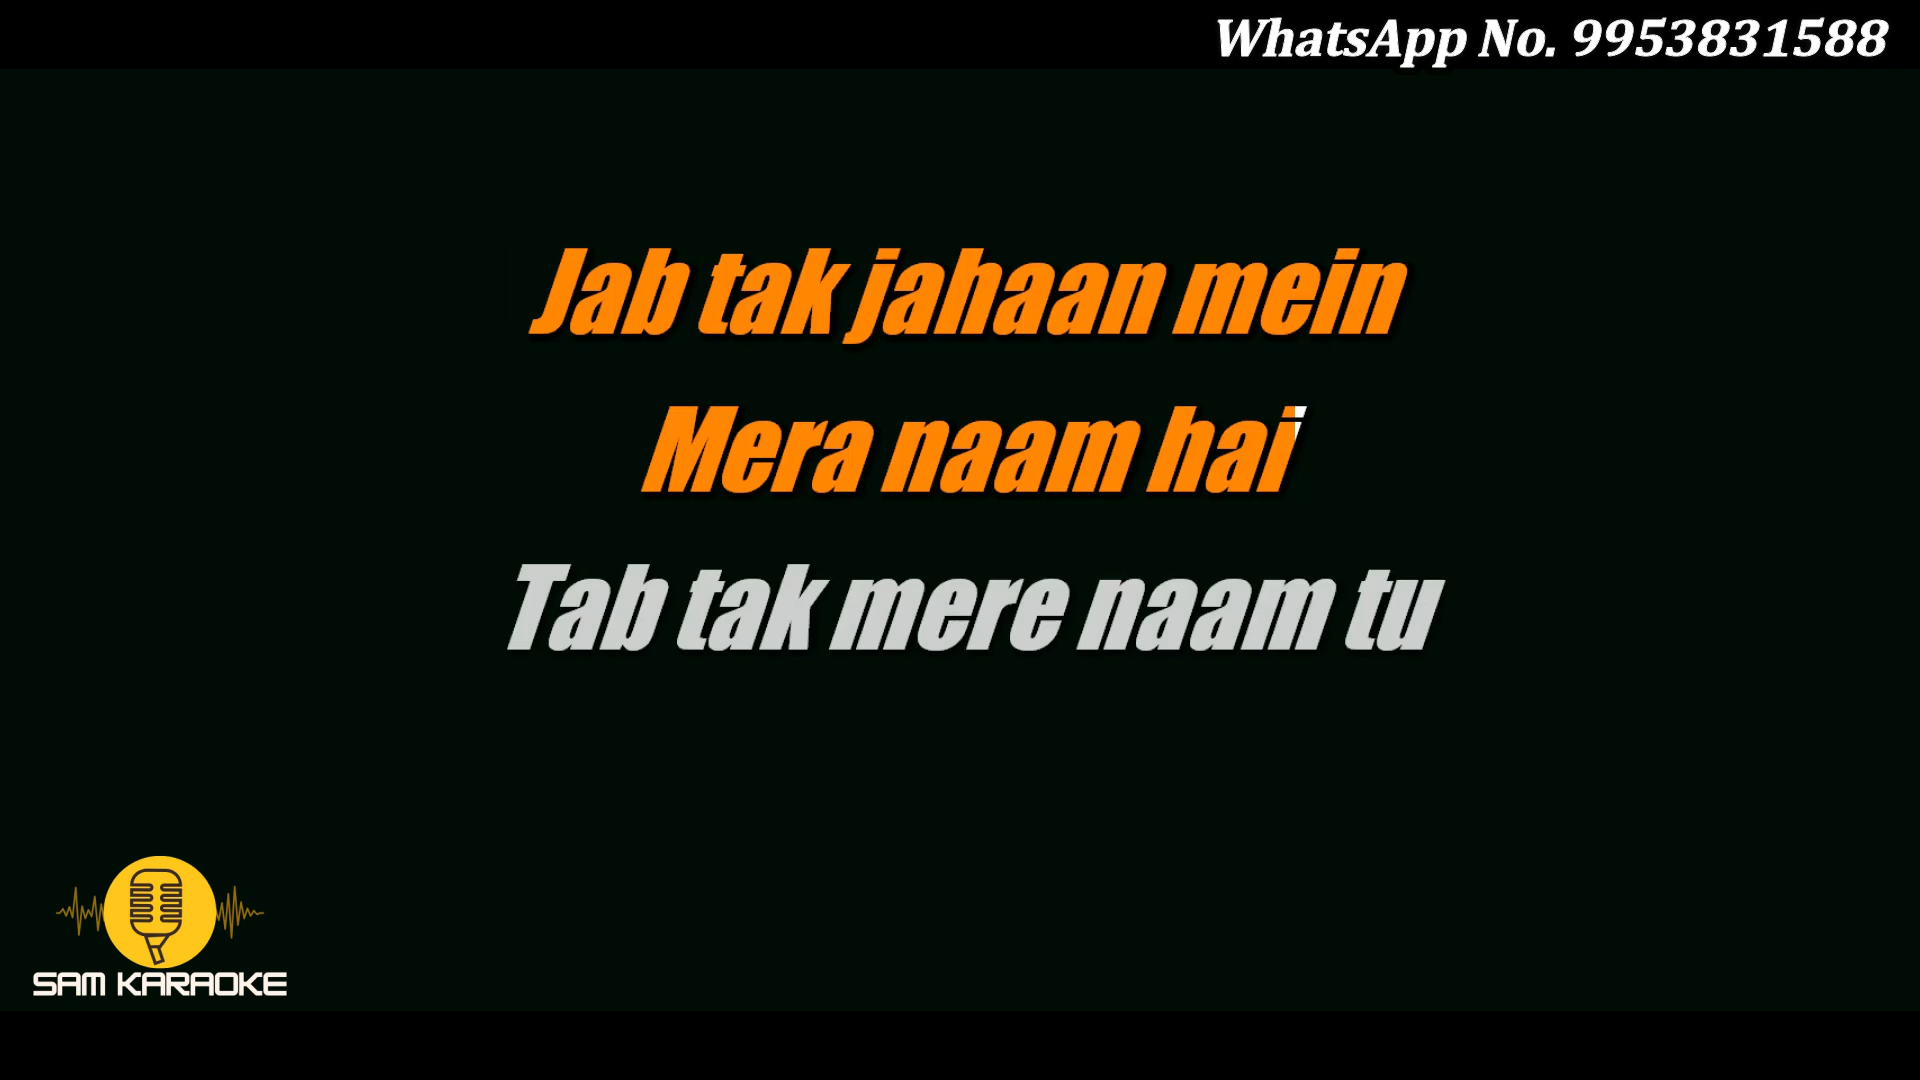 WhatsApp No. 9953831588
Jab tak jahaan mein
Mera naam hai
Tab tak mere naam tu
SAM KARAOKE